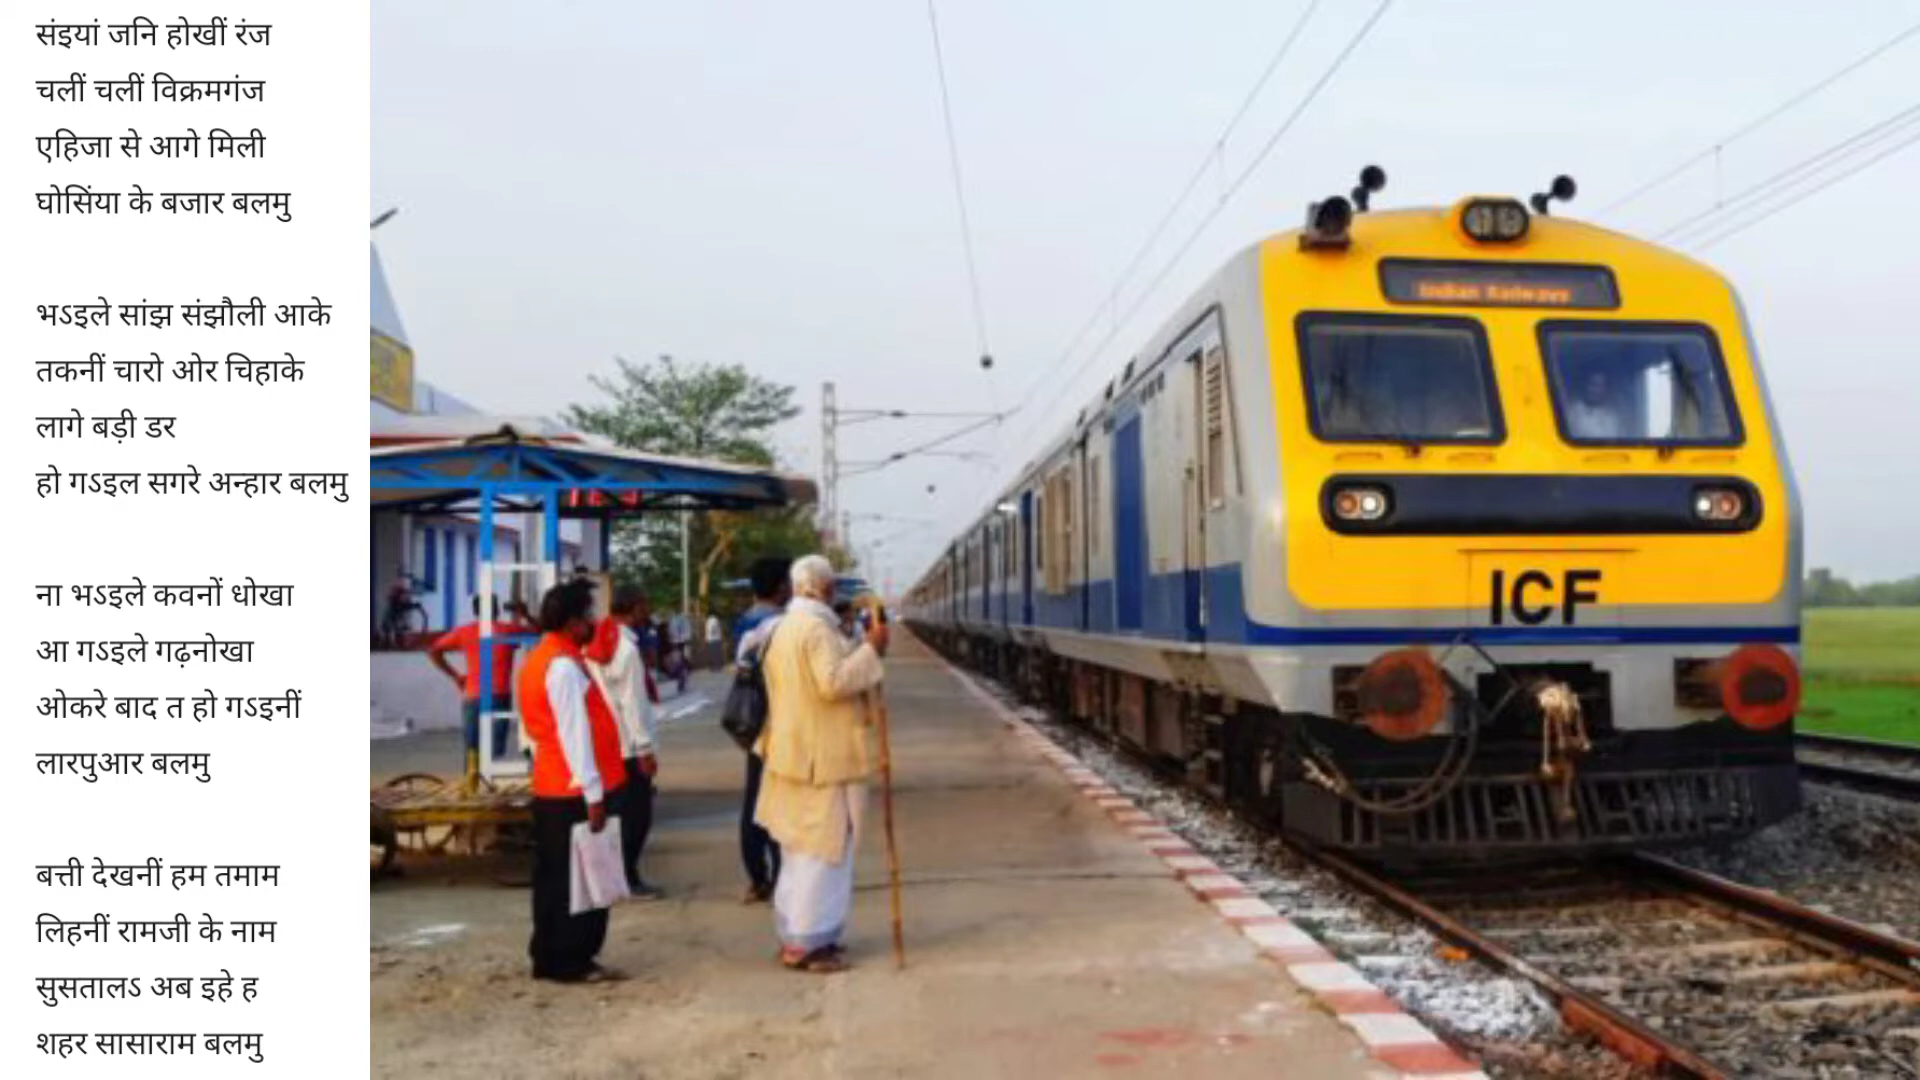 संइयां जनि होखीं रंज
चलीं चलीं विक्रमगंज
एहिजा से आगे मिली
घोसिंया के बजार बलमु
भऽइले सांझ संझौली आके
तकनीं चारो ओर चिहाके
लागे बड़ी डर
हो गऽइल सगरे अन्हार बलमु
ना भऽइले कवनों धोखा
आ गऽइले गढ़नोखा
ओकरे बाद त हो गऽइनीं
लारपुआर बलमु
बत्ती देखनीं हम तमाम
लिहनीं रामजी के नाम
सुसतालऽ अब इहे ह
शहर सासाराम बलमु
Indian Railways
ICF